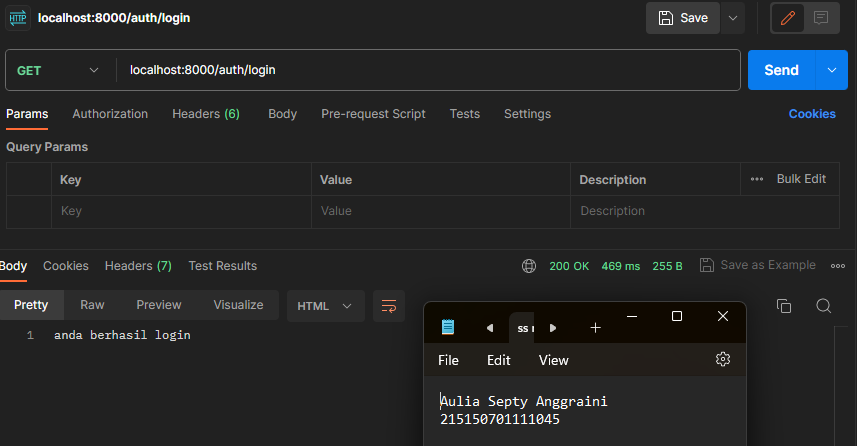 HTTP localhost:8000/auth/login Save
GET localhost:8000/auth/login Send
Params Authorization Headers (6) Body Pre-request Script Tests Settings Cookies
Query Params
Key Value Description Bulk Edit
Key Value Description
Body Cookies Headers (7) Test Results 200 OK 469 ms 255 B Save as Example
Pretty Raw Preview Visualize HTML
1 anda berhasil login
ss
File Edit View
Aulia Septy Anggraini
215150701111045